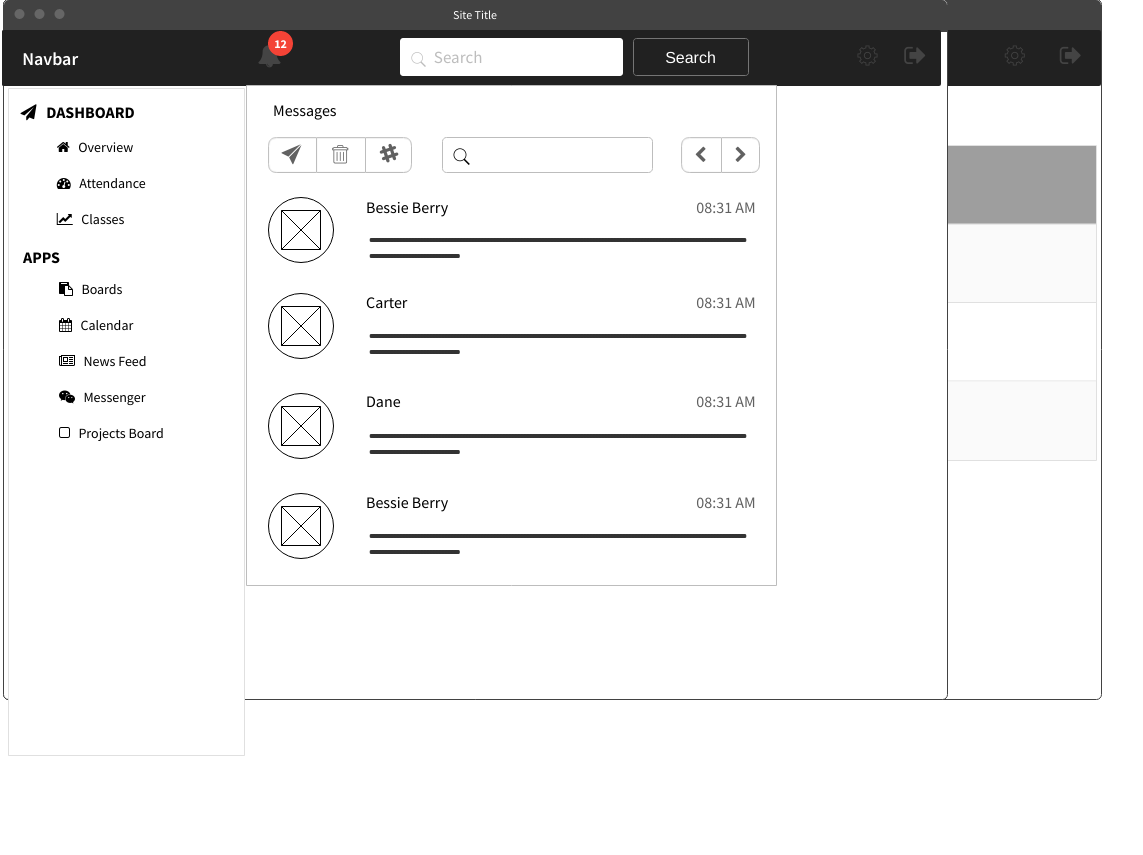 Site Title
Navbar
12
Search
Search
DASHBOARD
Overview
Attendance
Classes
APPS
Boards
Calendar
News Feed
Messenger
Projects Board
Messages
Bessie Berry
08:31 AM
Carter
08:31 AM
Dane
08:31 AM
Bessie Berry
08:31 AM